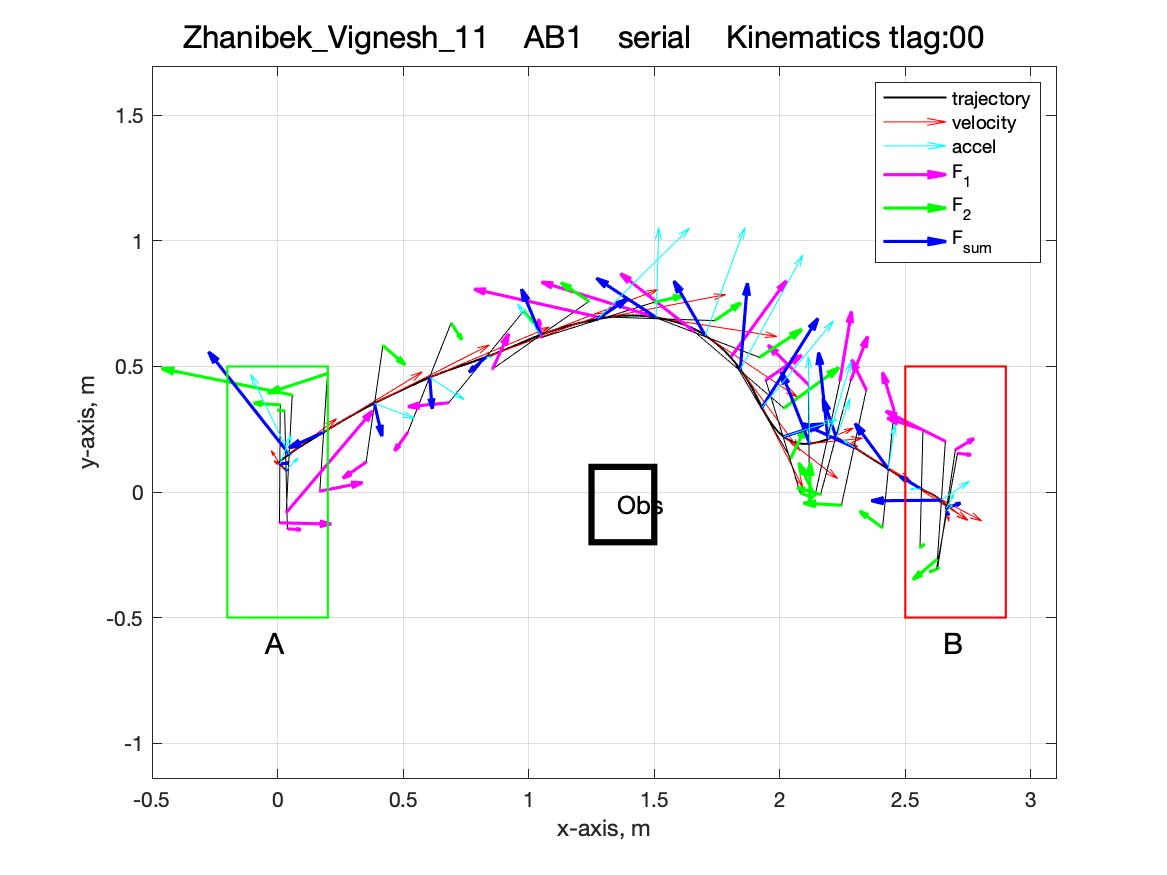 Zhanibek_Vignesh_11 AB1 serial Kinematics tlag:00
trajectory
velocity
accel
F1
F2
Fsum
1.5
1
0.5
0
-0.5
-1
y-axis, m
Obs
A
B
-0.5 0 0.5 1 1.5 2 2.5 3
x-axis, m